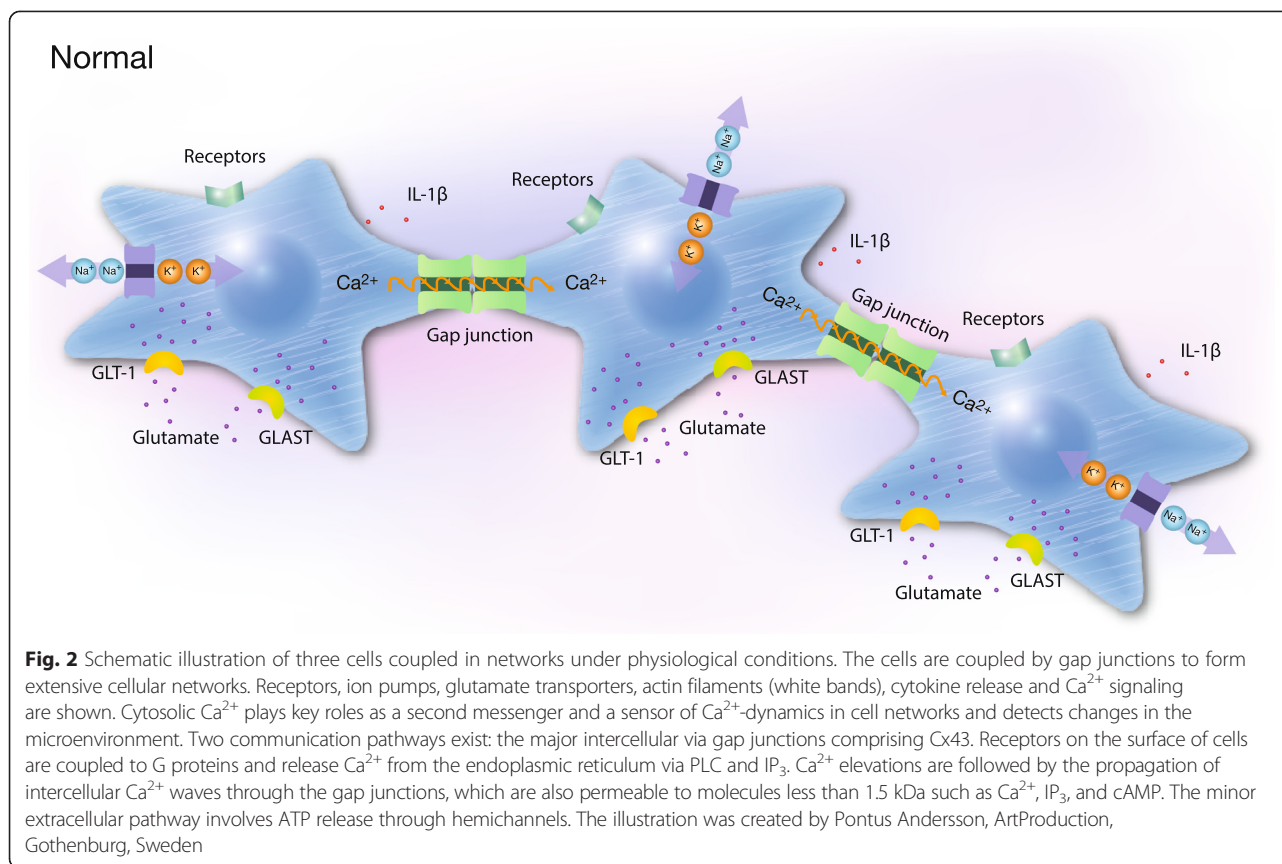 Normal
Receptors
IL-1β
Receptors
Na⁺ Na⁺
K⁺ K⁺
IL-1β
Na⁺ Na⁺ K⁺ K⁺
Ca²⁺
Ca²⁺
Gap junction
Ca²⁺
Gap junction
Ca²⁺
Receptors
IL-1β
GLT-1
Glutamate
GLAST
GLAST
Glutamate
GLT-1
K⁺ K⁺ Na⁺ Na⁺
GLT-1
Glutamate
GLAST
Fig. 2 Schematic illustration of three cells coupled in networks under physiological conditions. The cells are coupled by gap junctions to form
extensive cellular networks. Receptors, ion pumps, glutamate transporters, actin filaments (white bands), cytokine release and Ca²⁺ signaling
are shown. Cytosolic Ca²⁺ plays key roles as a second messenger and a sensor of Ca²⁺-dynamics in cell networks and detects changes in the
microenvironment. Two communication pathways exist: the major intercellular via gap junctions comprising Cx43. Receptors on the surface of cells
are coupled to G proteins and release Ca²⁺ from the endoplasmic reticulum via PLC and IP₃. Ca²⁺ elevations are followed by the propagation of
intercellular Ca²⁺ waves through the gap junctions, which are also permeable to molecules less than 1.5 kDa such as Ca²⁺, IP₃, and cAMP. The minor
extracellular pathway involves ATP release through hemichannels. The illustration was created by Pontus Andersson, ArtProduction,
Gothenburg, Sweden